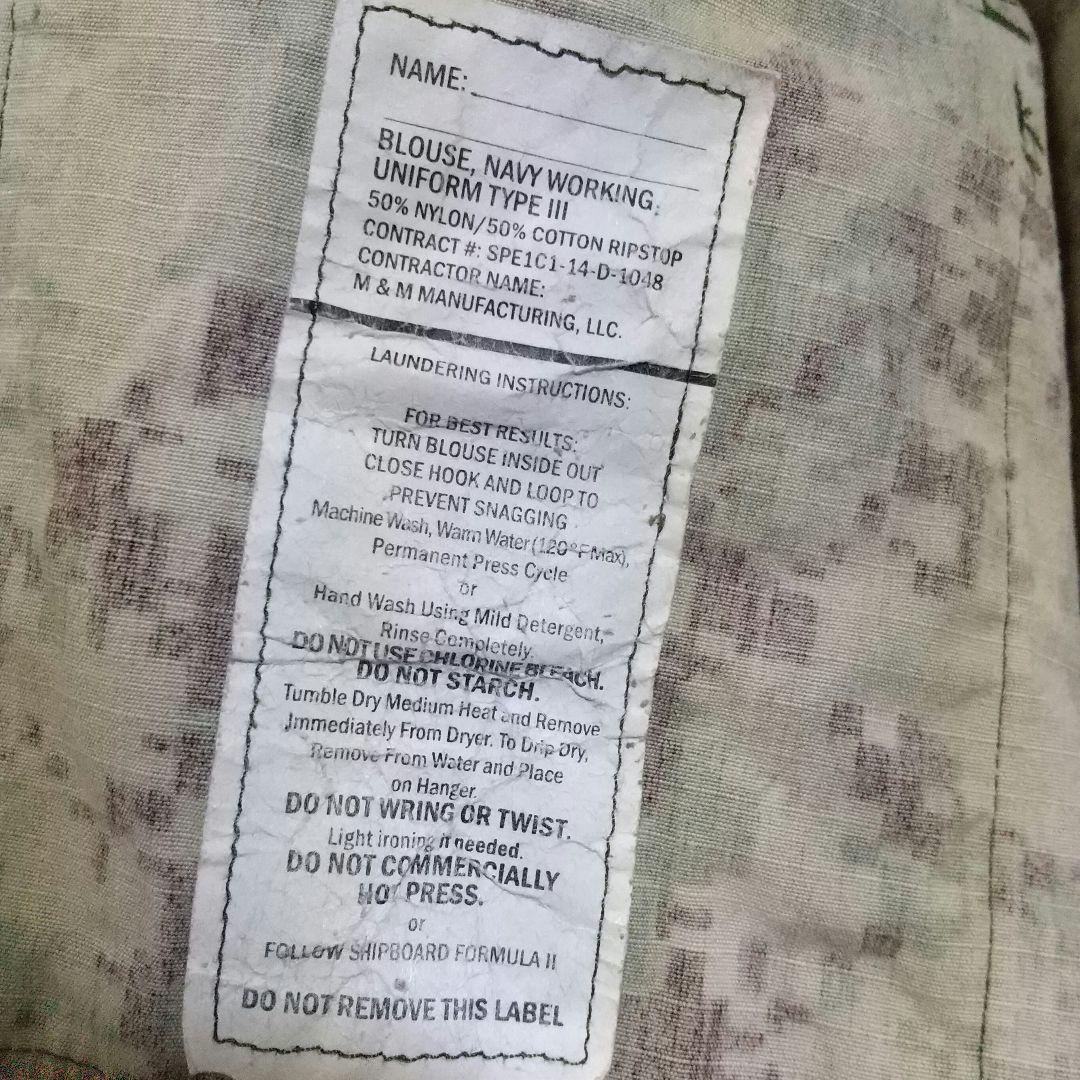 NAME:
BLOUSE, NAVY WORKING
UNIFORM TYPE III
50% NYLON/50% COTTON RIPSTOP
CONTRACT #: SPE1C1-14-D-1048
CONTRACTOR NAME:
M & M MANUFACTURING, LLC.
LAUNDERING INSTRUCTIONS:
FOR BEST RESULTS:
TURN BLOUSE INSIDE OUT
CLOSE HOOK AND LOOP TO
PREVENT SNAGGING
Machine Wash, Warm Water (120°F Max),
Permanent Press Cycle
or
Hand Wash Using Mild Detergent,
Rinse Completely.
DO NOT USE CHLORINE BLEACH.
DO NOT STARCH.
Tumble Dry Medium Heat and Remove
Immediately From Dryer. To Drip Dry,
Remove From Water and Place
on Hanger.
DO NOT WRING OR TWIST.
Light ironing if needed.
DO NOT COMMERCIALLY
HOT PRESS.
or
FOLLOW SHIPBOARD FORMULA II
DO NOT REMOVE THIS LABEL